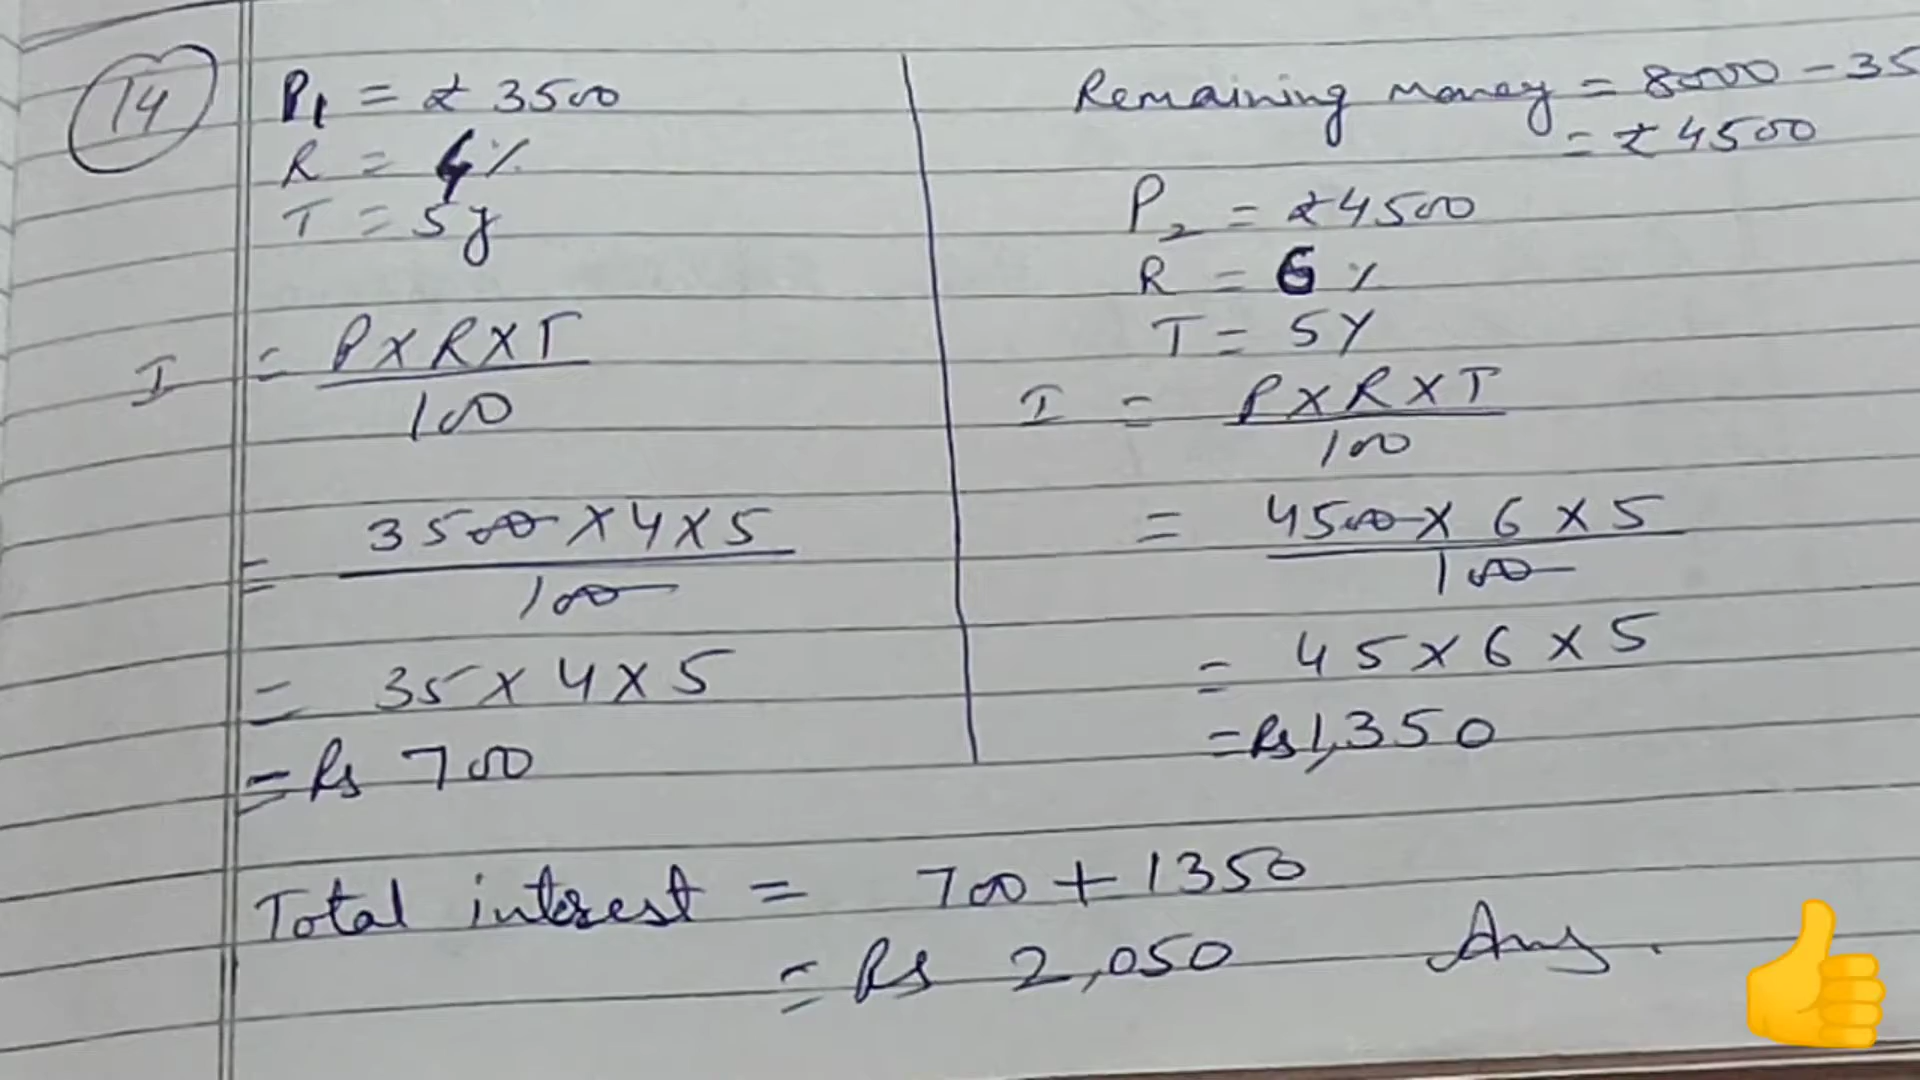 14
P1 = ₹ 3500
R = 4%
T = 5y
I = P×R×T
100
= 3500 × 4 × 5
100
= 35 × 4 × 5
= Rs 700
Remaining money = 8000 - 35
= ₹ 4500
P2 = ₹4500
R = 6 %
T = 5Y
I = P×R×T
100
= 4500 × 6 × 5
100
= 45 × 6 × 5
= Rs 1,350
Total interest = 700 + 1350
= Rs 2,050 Ans.